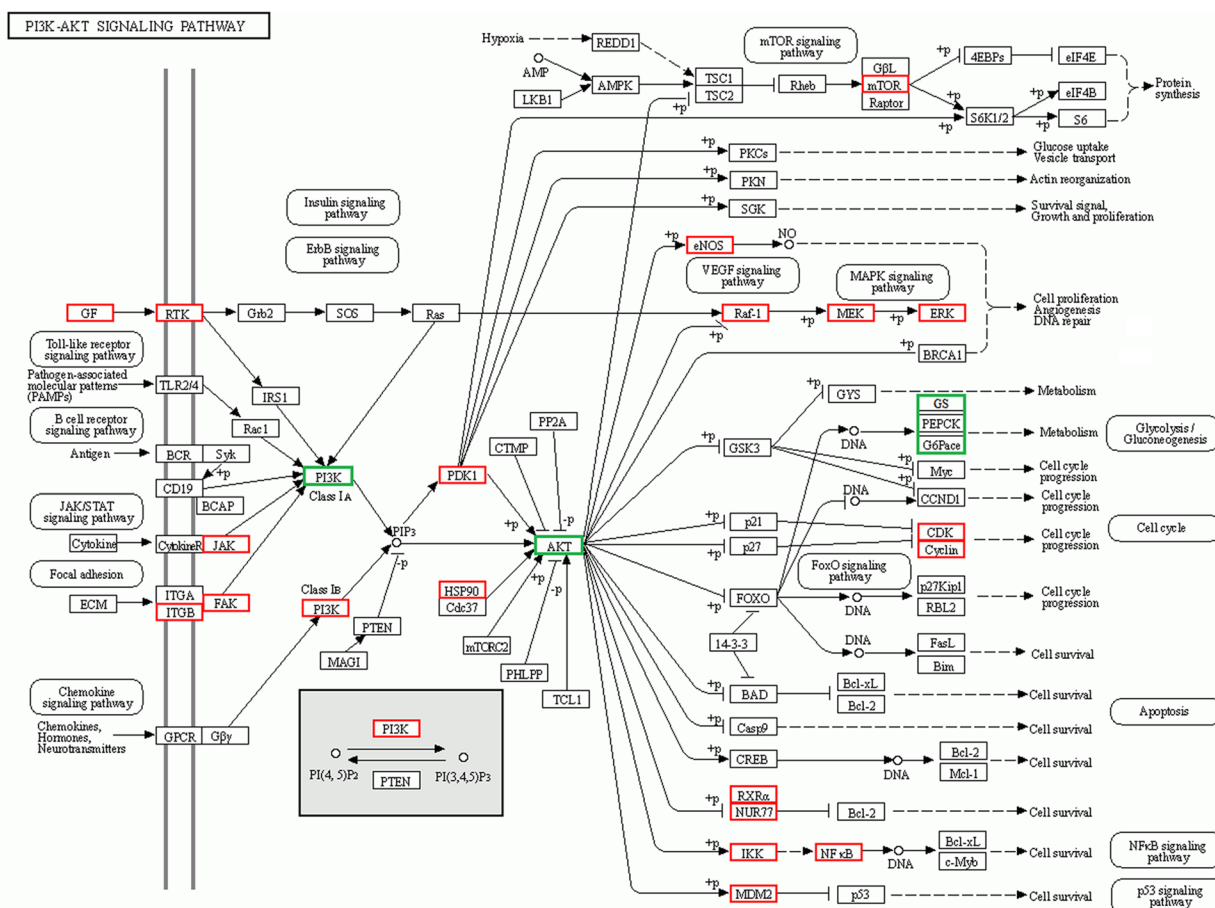 PI3K-AKT SIGNALING PATHWAY
Hypoxia
REDD1
mTOR signaling
pathway
AMP
LKB1
AMPK
TSC1
TSC2
+p
Rheb
GβL
mTOR
Raptor
+p
4EBPs
eIF4E
+p
S6K1/2
+p
+p
+p
eIF4B
S6
Protein
synthesis
+p
PKCs
Glucose uptake
Vesicle transport
+p
PKN
Actin reorganization
+p
SGK
Survival signal,
Growth and proliferation
Insulin signaling
pathway
ErbB signaling
pathway
+p
eNOS
NO
VEGF signaling
pathway
MAPK signaling
pathway
GF
RTK
Grb2
SOS
Ras
Raf-1
+p
MEK
+p
ERK
+p
Cell proliferation
Angiogenesis
DNA repair
+p
BRCA1
Toll-like receptor
signaling pathway
Pathogen-associated
molecular patterns
(PAMPs)
TLR2/4
IRS1
Rac1
B cell receptor
signaling pathway
Antigen
BCR
Syk
+p
CD19
BCAP
PI3K
Class IA
JAK/STAT
signaling pathway
Cytokine
CytokineR
JAK
Focal adhesion
ECM
ITGA
ITGB
FAK
Class IB
PI3K
PIP3
-p
PTEN
MAGI
PDK1
CTMP
PP2A
+p
-p
AKT
HSP90
Cdc37
+p
-p
mTORC2
PHLPP
TCL1
Chemokine
signaling pathway
Chemokines,
Hormones,
Neurotransmitters
GPCR
Gβγ
PI3K
PI(4, 5)P2
PTEN
PI(3,4,5)P3
+p
GYS
Metabolism
+p
GSK3
DNA
GS
PEPCK
G6Pace
Metabolism
Glycolysis /
Gluconeogenesis
+p
Myc
Cell cycle
progression
DNA
+p
CCND1
Cell cycle
progression
+p
p21
+p
p27
CDK
Cyclin
Cell cycle
progression
Cell cycle
FoxO signaling
pathway
+p
FOXO
DNA
p27Kip1
RBL2
Cell cycle
progression
14-3-3
DNA
FasL
Bim
Cell survival
+p
BAD
Bcl-xL
Bcl-2
Cell survival
+p
Casp9
Cell survival
Apoptosis
+p
CREB
DNA
Bcl-2
Mcl-1
Cell survival
+p
RXRα
NUR77
Bcl-2
Cell survival
+p
IKK
NFκB
DNA
Bcl-xL
c-Myb
Cell survival
NFκB signaling
pathway
+p
MDM2
p53
Cell survival
p53 signaling
pathway